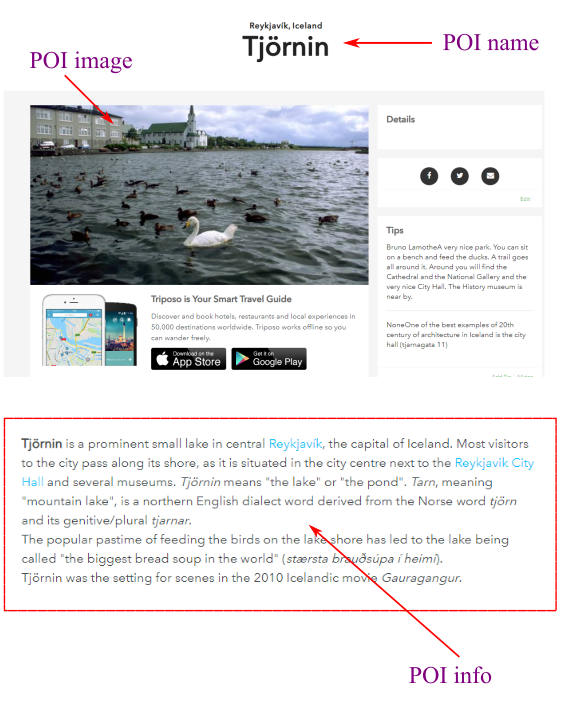 Reykjavík, Iceland
Tjörnin
POI name
POI image
Details
Edit
Tips
Bruno LamotheA very nice park. You can sit
on a bench and feed the ducks. A trail goes
all around it. Around you will find the
Cathedral and the National Gallery and the
very nice City Hall. The History museum is
near by.
NoneOne of the best examples of 20th
century of architecture in Iceland is the city
hall (tjarnagata 11)
Triposo is Your Smart Travel Guide
Discover and book hotels, restaurants and local experiences in
50,000 destinations worldwide. Triposo works offline so you
can wander freely.
Download on the
App Store
Get it on
Google Play
Tjörnin is a prominent small lake in central Reykjavík, the capital of Iceland. Most visitors
to the city pass along its shore, as it is situated in the city centre next to the Reykjavik City
Hall and several museums. Tjörnin means "the lake" or "the pond". Tarn, meaning
"mountain lake", is a northern English dialect word derived from the Norse word tjörn
and its genitive/plural tjarnar.
The popular pastime of feeding the birds on the lake shore has led to the lake being
called "the biggest bread soup in the world" (stærsta brauðsúpa í heimi).
Tjörnin was the setting for scenes in the 2010 Icelandic movie Gauragangur.
POI info